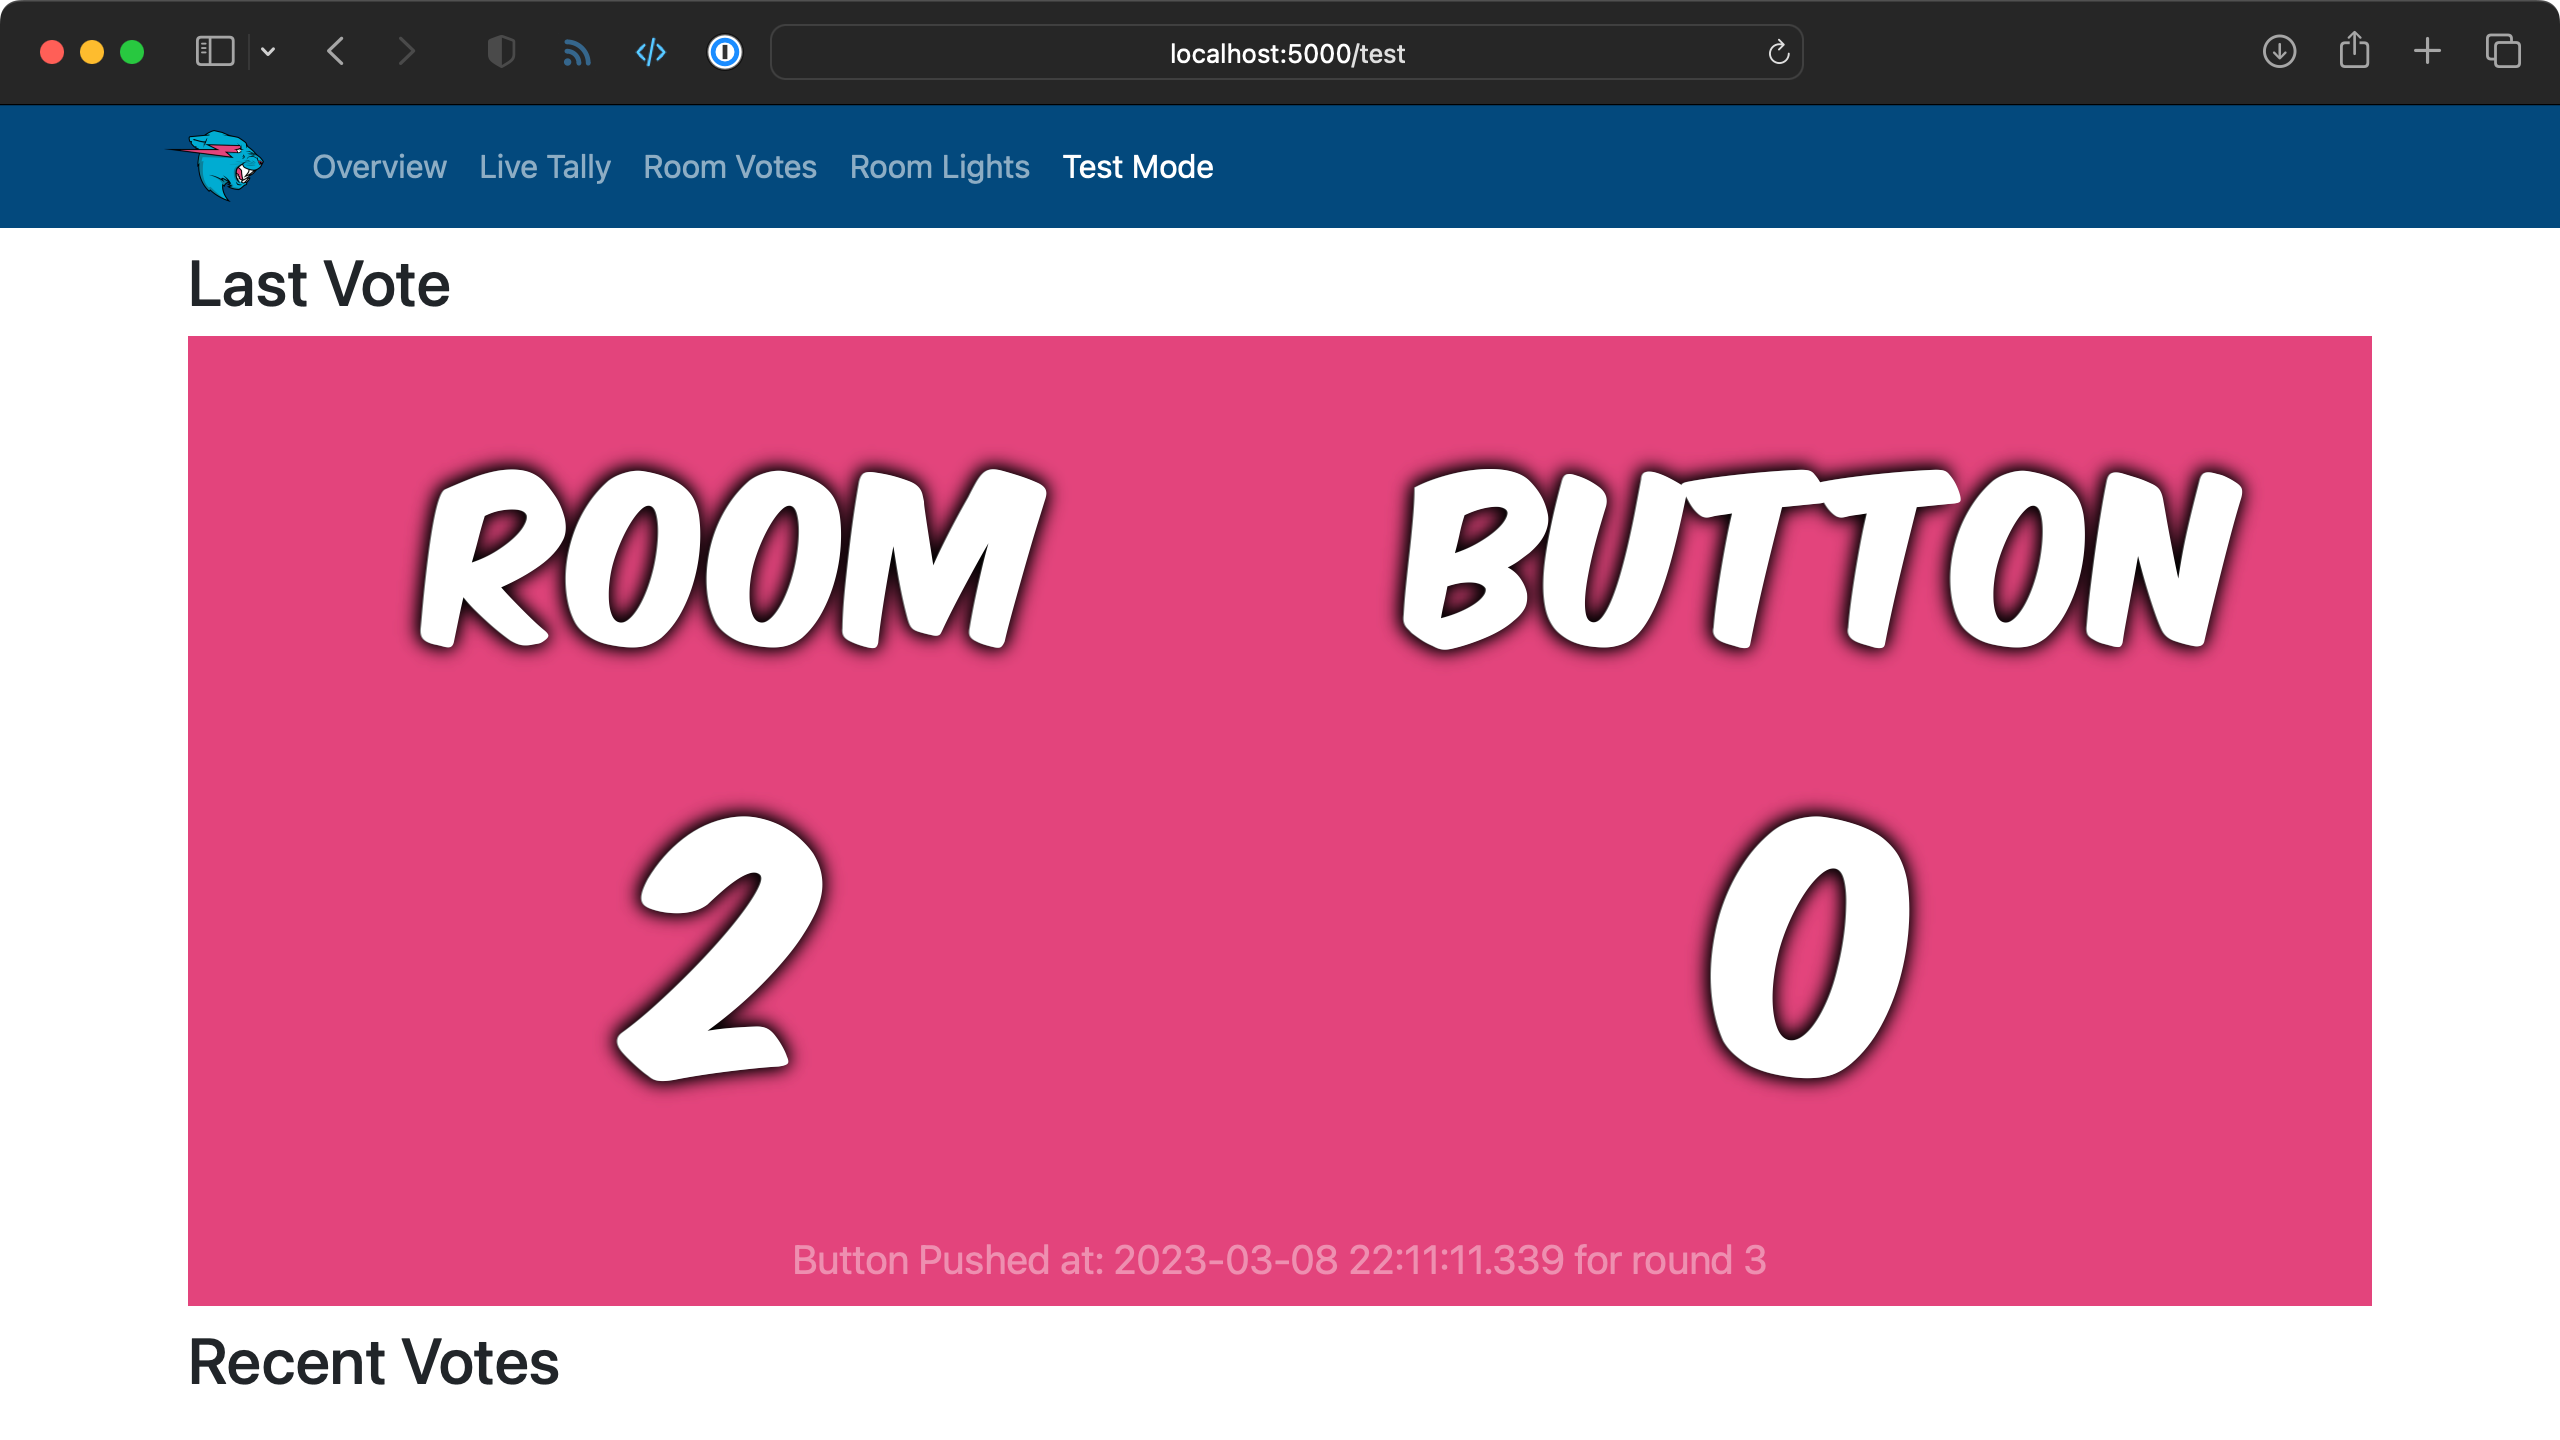 localhost:5000/test
Overview Live Tally Room Votes Room Lights Test Mode
Last Vote
ROOM BUTTON
2 0
Button Pushed at: 2023-03-08 22:11:11.339 for round 3
Recent Votes